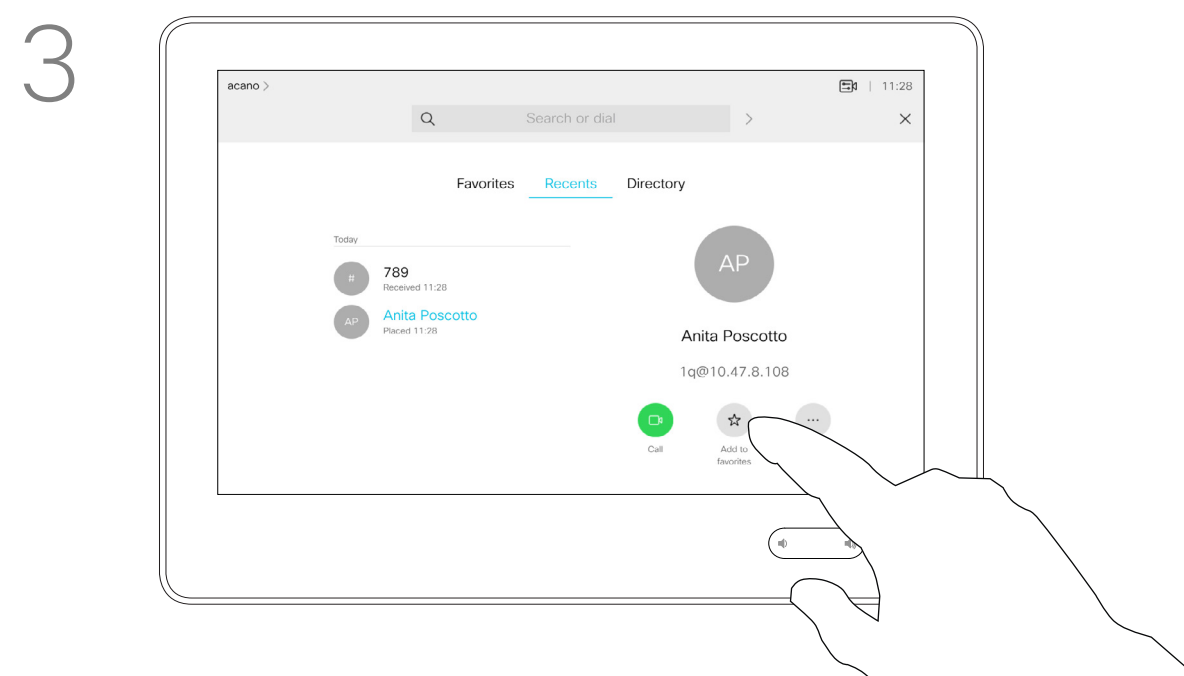 3
acano >
| 11:28
Search or dial >
Favorites Recents Directory
Today
#
789
Received 11:28
AP
Anita Poscotto
Placed 11:28
AP
Anita Poscotto
1q@10.47.8.108
...
Call
Add to
favorites